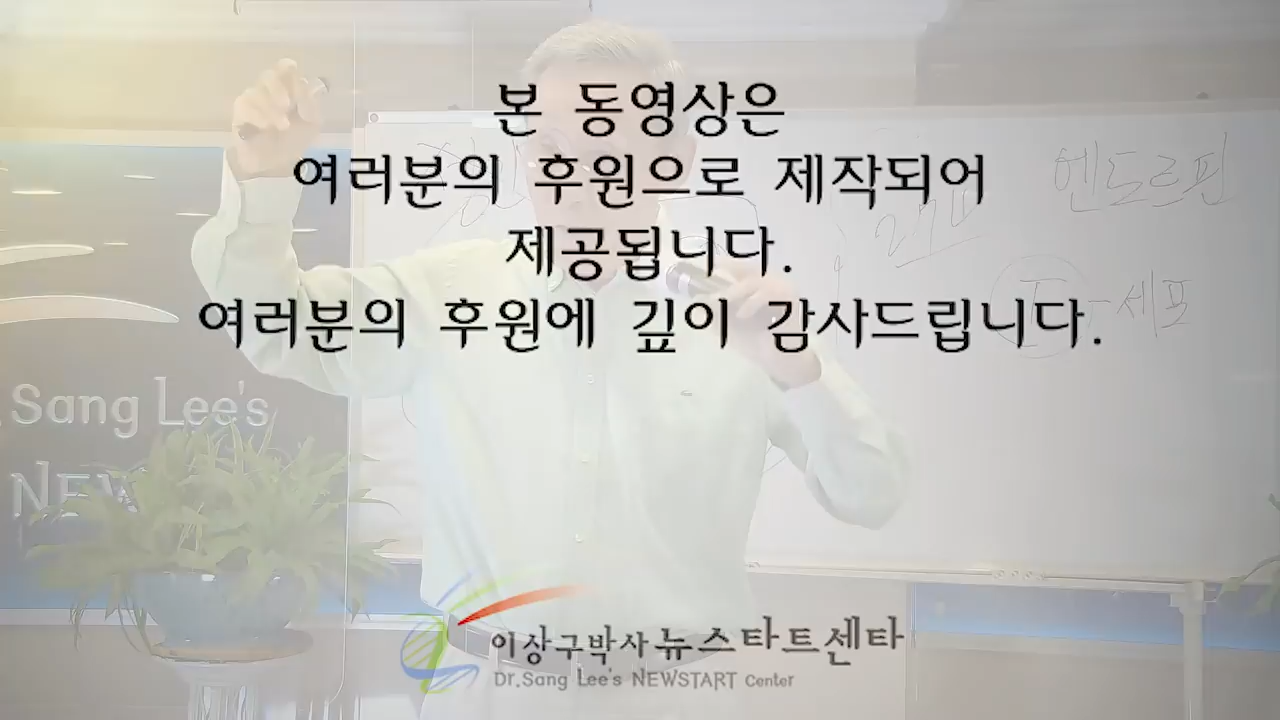 본 동영상은
여러분의 후원으로 제작되어
제공됩니다.
여러분의 후원에 깊이 감사드립니다.
엔도르핀
T-세포
Sang Lee's
이상구박사 뉴스타트센타
Dr.Sang Lee's NEWSTART Center